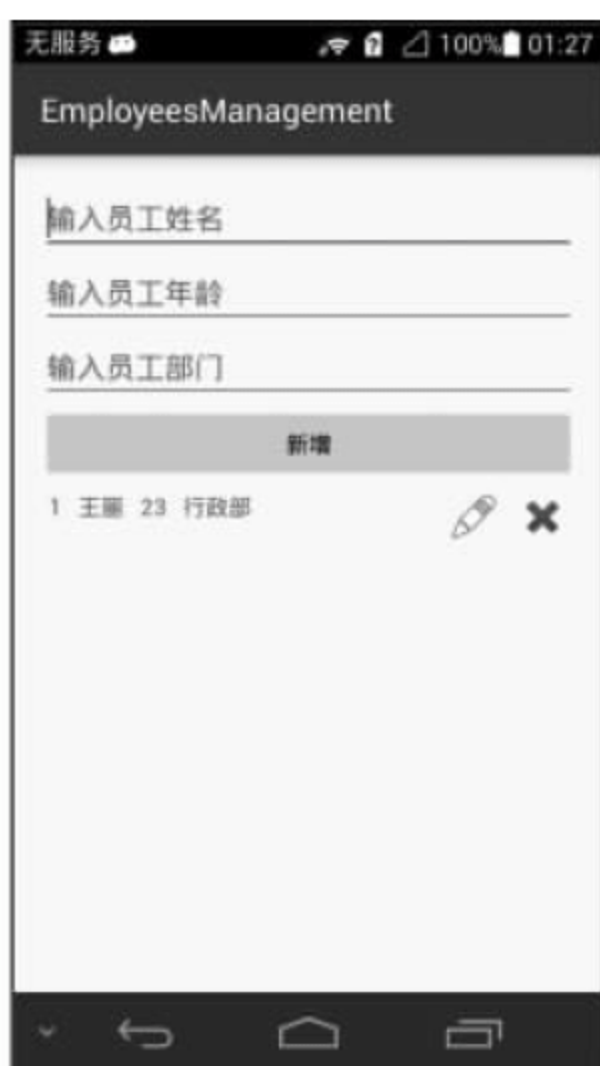 无服务 100% 01:27
EmployeesManagement
输入员工姓名
输入员工年龄
输入员工部门
新增
1 王丽 23 行政部